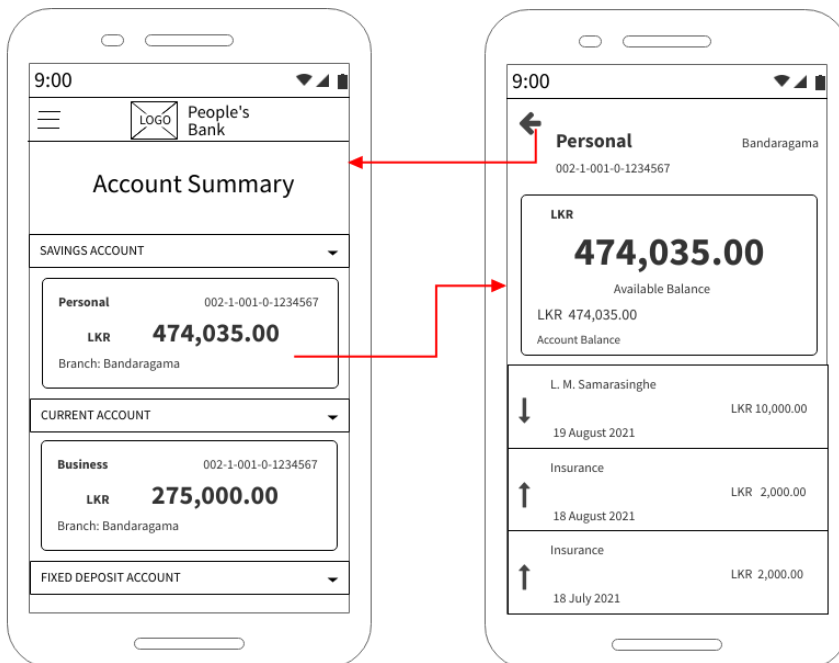 9:00
LOGO
People's
Bank
Account Summary
SAVINGS ACCOUNT
Personal 002-1-001-0-1234567
LKR 474,035.00
Branch: Bandaragama
CURRENT ACCOUNT
Business 002-1-001-0-1234567
LKR 275,000.00
Branch: Bandaragama
FIXED DEPOSIT ACCOUNT
9:00
Personal Bandaragama
002-1-001-0-1234567
LKR
474,035.00
Available Balance
LKR 474,035.00
Account Balance
L. M. Samarasinghe
LKR 10,000.00
19 August 2021
Insurance
LKR 2,000.00
18 August 2021
Insurance
LKR 2,000.00
18 July 2021